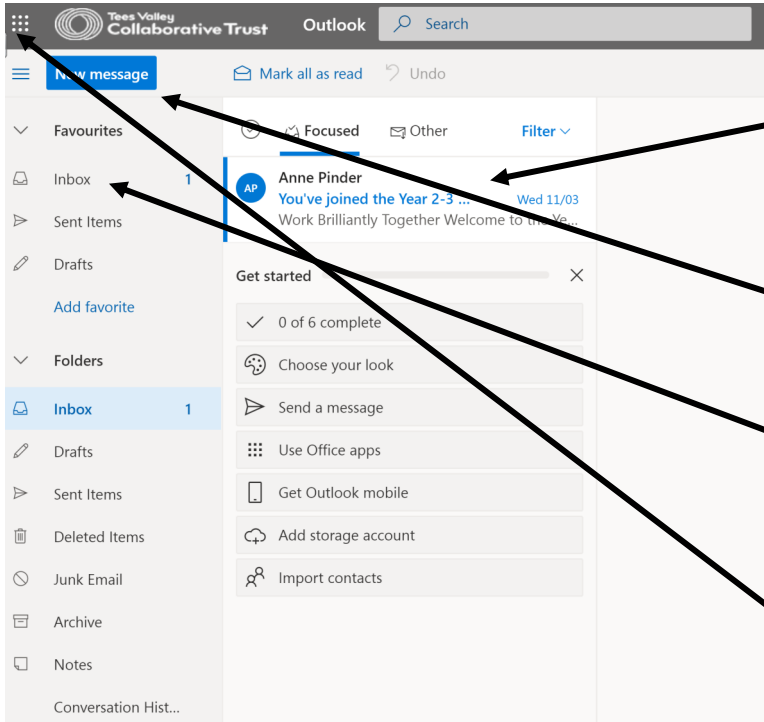 Tees Valley
Collaborative Trust
Outlook
Search
New message
Mark all as read
Undo
Favourites
Focused
Other
Filter
Inbox 1
Anne Pinder
AP
You've joined the Year 2-3 ... Wed 11/03
Sent Items
Work Brilliantly Together Welcome to the Ye...
Drafts
Get started
Add favorite
0 of 6 complete
Folders
Choose your look
Inbox 1
Send a message
Drafts
Use Office apps
Sent Items
Get Outlook mobile
Deleted Items
Add storage account
Junk Email
Import contacts
Archive
Notes
Conversation Hist...